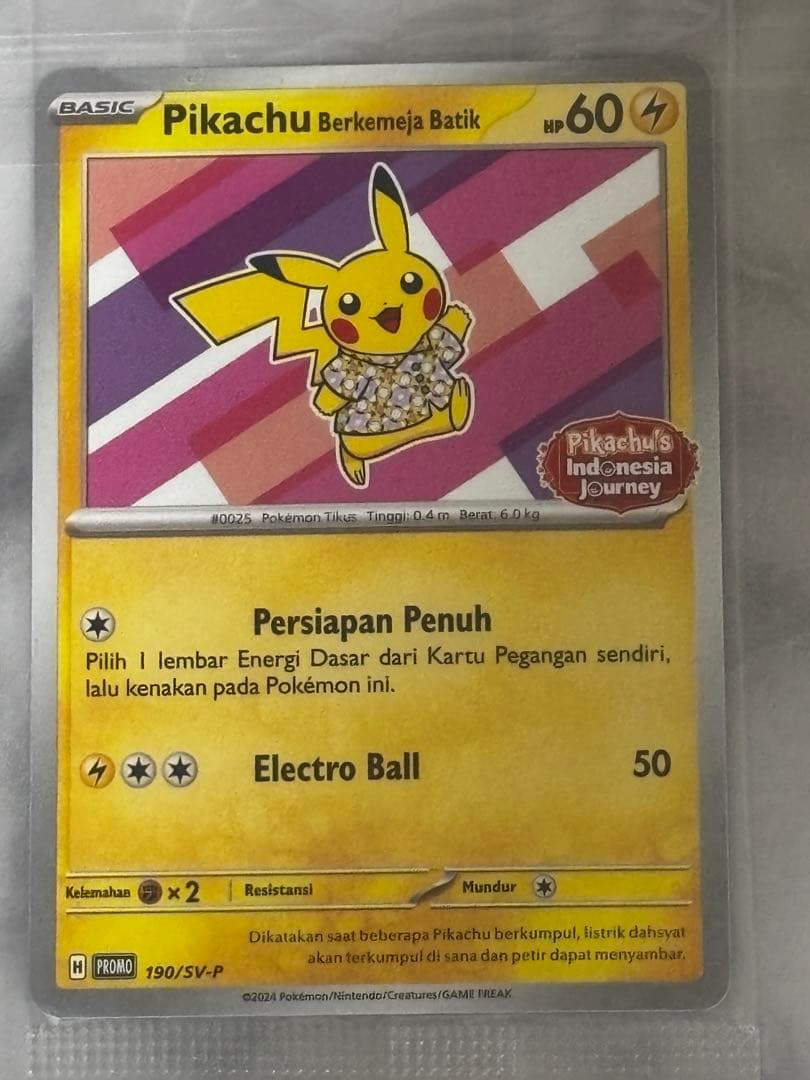 BASIC Pikachu Berkemeja Batik HP 60
Pikachu's
Indonesia
Journey
#0025 Pokémon Tikus Tinggi: 0.4 m Berat: 6.0 kg
Persiapan Penuh
Pilih 1 lembar Energi Dasar dari Kartu Pegangan sendiri,
lalu kenakan pada Pokémon ini.
Electro Ball 50
Kelemahan ×2 Resistansi Mundur
Dikatakan saat beberapa Pikachu berkumpul, listrik dahsyat
akan terkumpul di sana dan petir dapat menyambar.
H PROMO 190/SV-P
©2024 Pokémon/Nintendo/Creatures/GAME FREAK